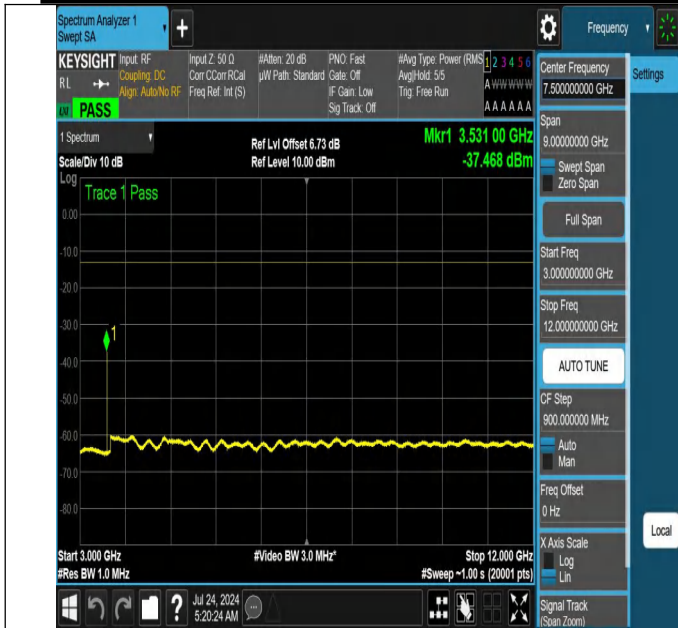 Spectrum Analyzer 1
Swept SA
+
Frequency
KEYSIGHT
RL
PASS
Input: RF
Coupling: DC
Align: Auto/No RF
Input Z: 50 Ω
Corr CCorr RCal
Freq Ref: Int (S)
#Atten: 20 dB
µW Path: Standard
PNO: Fast
Gate: Off
IF Gain: Low
Sig Track: Off
#Avg Type: Power (RMS
Avg|Hold: 5/5
Trig: Free Run
1 2 3 4 5 6
A W W W W W
A A A A A A
1 Spectrum
Scale/Div 10 dB
Log
Ref Lvl Offset 6.73 dB
Ref Level 10.00 dBm
Mkr1 3.531 00 GHz
-37.468 dBm
Trace 1 Pass
0.00
-10.0
-20.0
-30.0
-40.0
-50.0
-60.0
-70.0
-80.0
1
Start 3.000 GHz
#Res BW 1.0 MHz
#Video BW 3.0 MHz*
Stop 12.000 GHz
#Sweep ~1.00 s (20001 pts)
Center Frequency
7.500000000 GHz
Settings
Span
9.00000000 GHz
Swept Span
Zero Span
Full Span
Start Freq
3.000000000 GHz
Stop Freq
12.000000000 GHz
AUTO TUNE
CF Step
900.000000 MHz
Auto
Man
Freq Offset
0 Hz
X Axis Scale
Log
Lin
Local
Signal Track
(Span Zoom)
?
Jul 24, 2024
5:20:24 AM